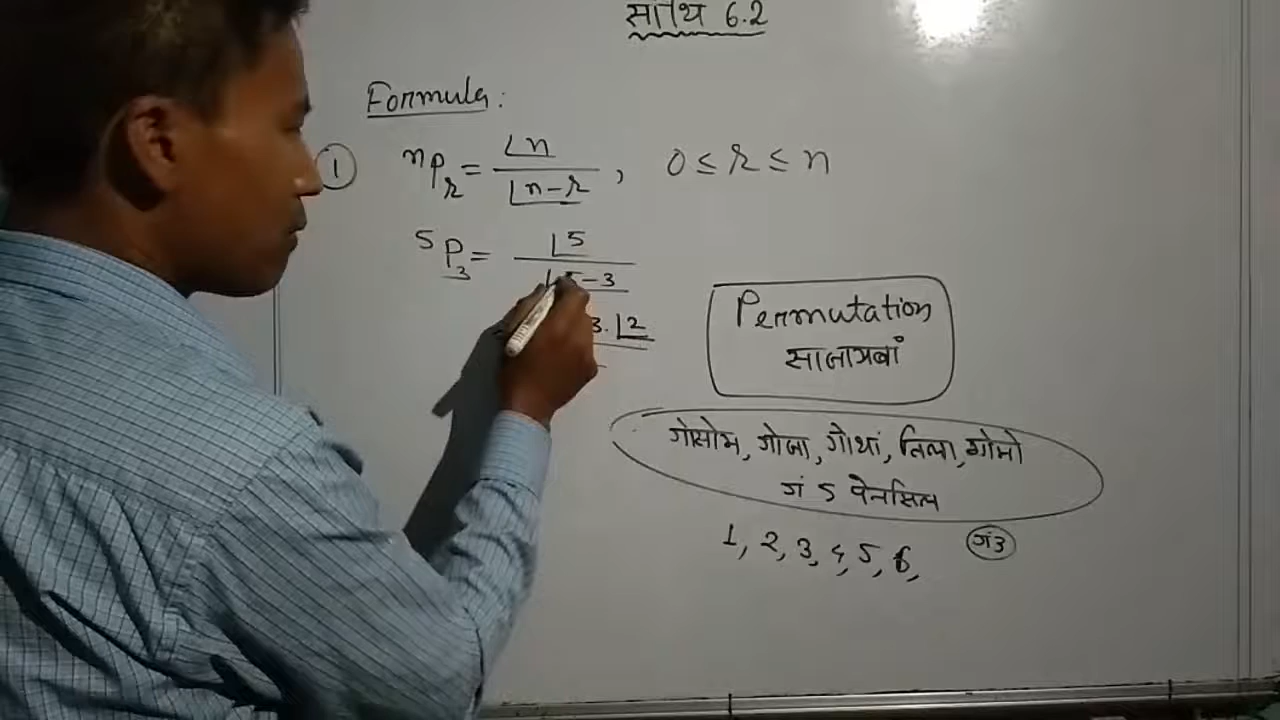 साथि 6.2
Formula:
① ⁿPᵣ = ∟n / ∟n-r , 0 ≤ r ≤ n
⁵P₃ = ∟5 / ∟5-3
3.∟2
Permutation
साजायबां
गोसोम, गोजा, गोथां, निला, गोमो
गं 5 पेनसिल
1, 2, 3, 4, 5, 6, गं3